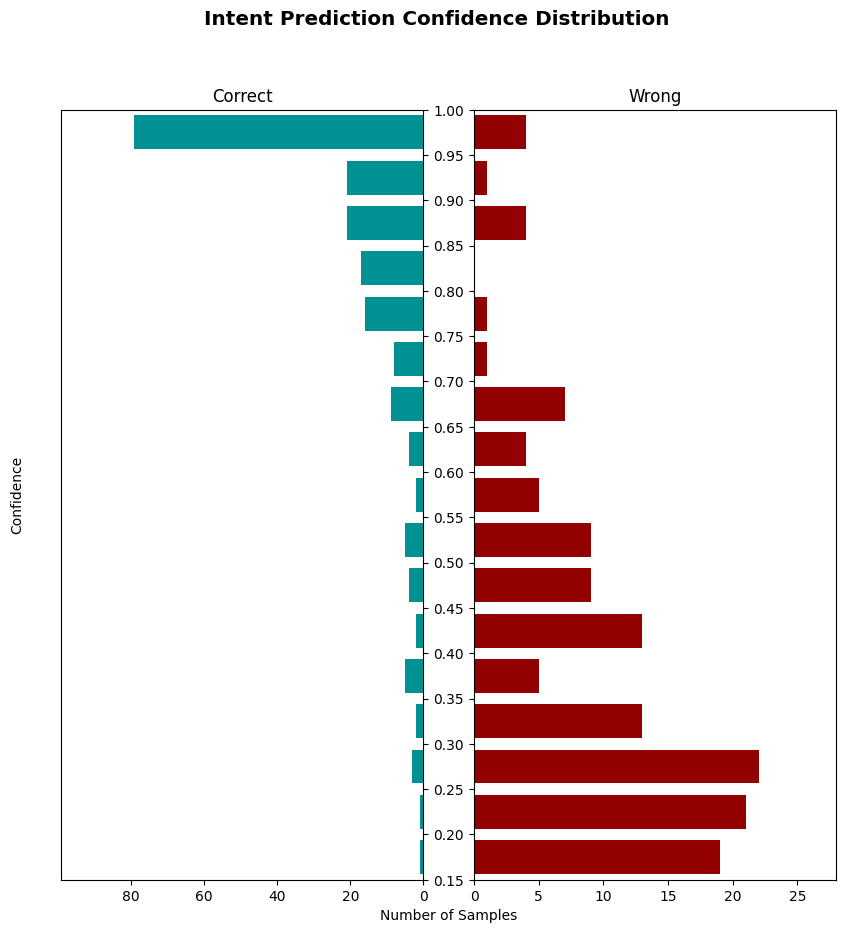 Intent Prediction Confidence Distribution
Correct
Wrong
1.00
0.95
0.90
0.85
0.80
0.75
0.70
0.65
0.60
0.55
0.50
0.45
0.40
0.35
0.30
0.25
0.20
0.15
Confidence
80 60 40 20 0
0 5 10 15 20 25
Number of Samples